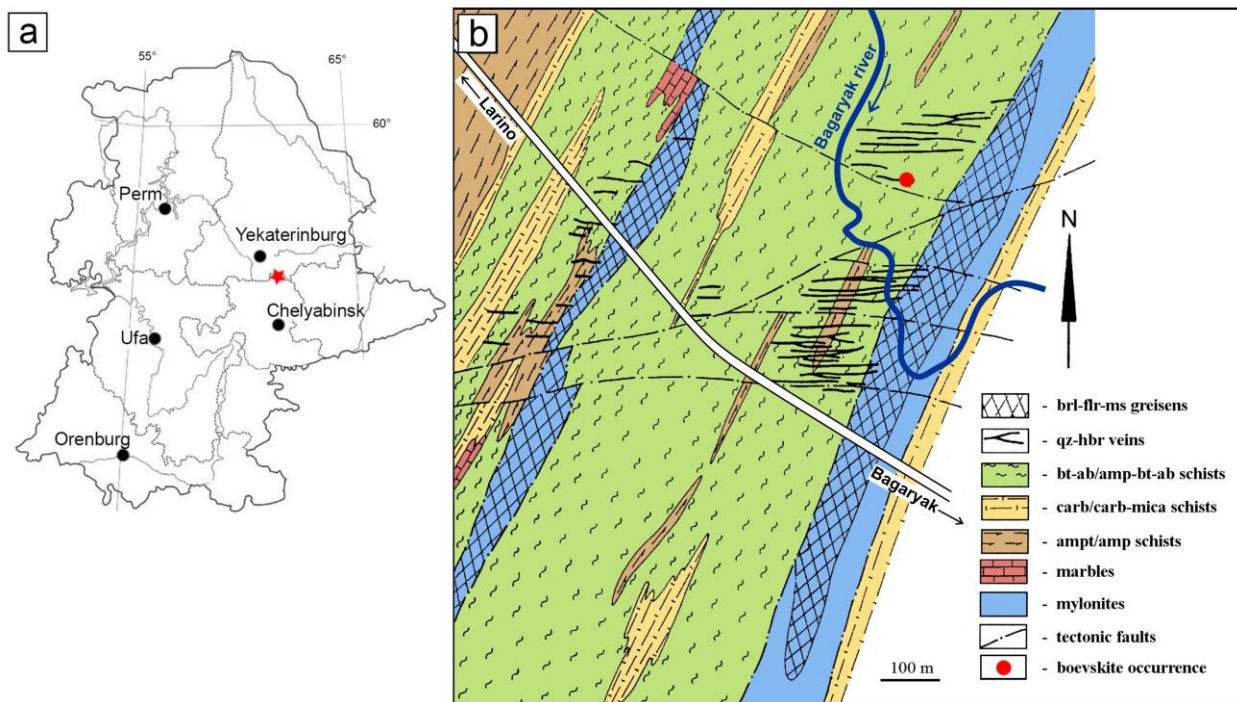 a
55°
65°
60°
Perm
Yekaterinburg
Chelyabinsk
Ufa
Orenburg
b
Larino
Bagaryak river
Bagaryak
N
- brl-flr-ms greisens
- qz-hbr veins
- bt-ab/amp-bt-ab schists
- carb/carb-mica schists
- ampt/amp schists
- marbles
- mylonites
- tectonic faults
- boevskite occurrence
100 m